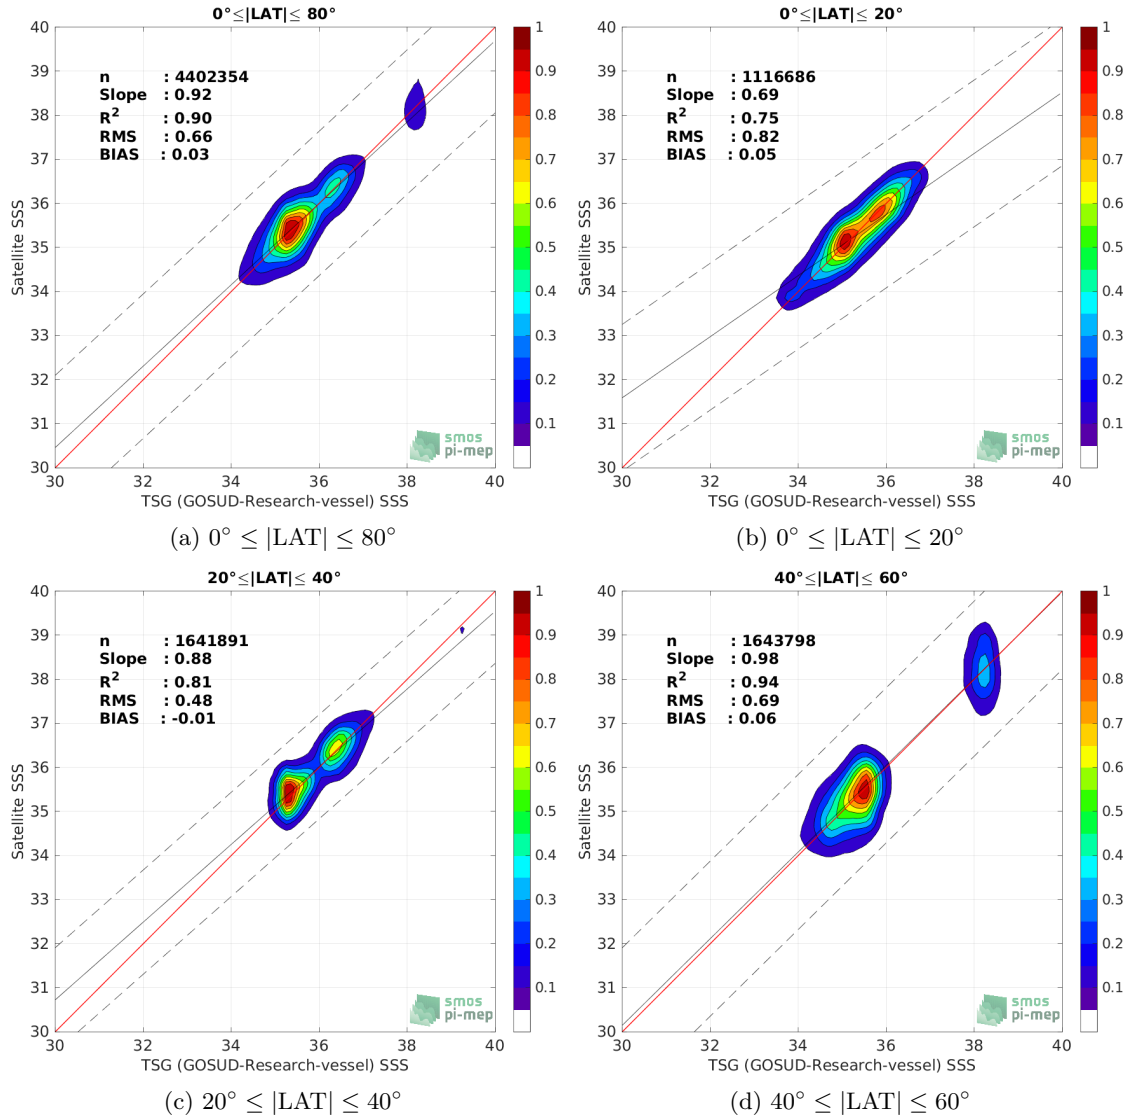 0°≤|LAT|≤ 80°
n : 4402354
Slope : 0.92
R² : 0.90
RMS : 0.66
BIAS : 0.03
Satellite SSS
40
39
38
37
36
35
34
33
32
31
30
30 32 34 36 38 40
TSG (GOSUD-Research-vessel) SSS
smos
pi-mep
1
0.9
0.8
0.7
0.6
0.5
0.4
0.3
0.2
0.1
(a) 0° ≤ |LAT| ≤ 80°
0°≤|LAT|≤ 20°
n : 1116686
Slope : 0.69
R² : 0.75
RMS : 0.82
BIAS : 0.05
Satellite SSS
40
39
38
37
36
35
34
33
32
31
30
30 32 34 36 38 40
TSG (GOSUD-Research-vessel) SSS
smos
pi-mep
1
0.9
0.8
0.7
0.6
0.5
0.4
0.3
0.2
0.1
(b) 0° ≤ |LAT| ≤ 20°
20°≤|LAT|≤ 40°
n : 1641891
Slope : 0.88
R² : 0.81
RMS : 0.48
BIAS : -0.01
Satellite SSS
40
39
38
37
36
35
34
33
32
31
30
30 32 34 36 38 40
TSG (GOSUD-Research-vessel) SSS
smos
pi-mep
1
0.9
0.8
0.7
0.6
0.5
0.4
0.3
0.2
0.1
(c) 20° ≤ |LAT| ≤ 40°
40°≤|LAT|≤ 60°
n : 1643798
Slope : 0.98
R² : 0.94
RMS : 0.69
BIAS : 0.06
Satellite SSS
40
39
38
37
36
35
34
33
32
31
30
30 32 34 36 38 40
TSG (GOSUD-Research-vessel) SSS
smos
pi-mep
1
0.9
0.8
0.7
0.6
0.5
0.4
0.3
0.2
0.1
(d) 40° ≤ |LAT| ≤ 60°